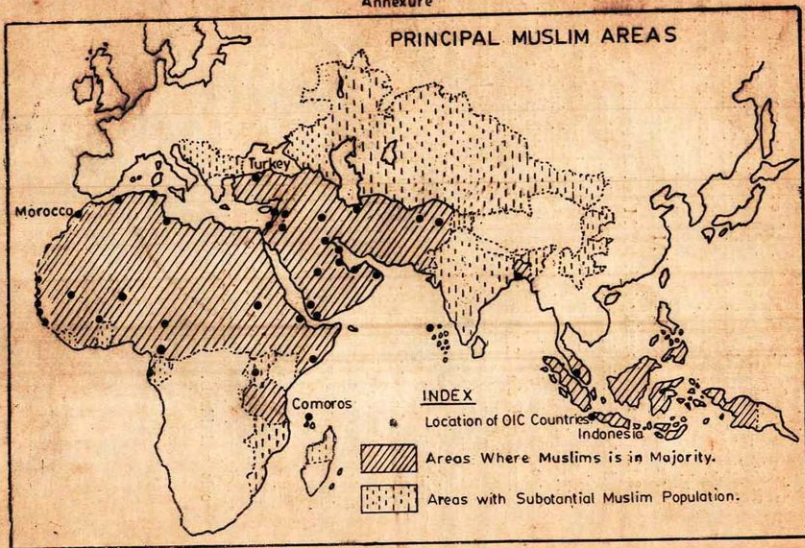 Annexure
PRINCIPAL MUSLIM AREAS
Turkey
Morocco
Comoros
INDEX
Location of OIC Countries
Indonesia
Areas Where Muslims is in Majority.
Areas with Subotantial Muslim Population.